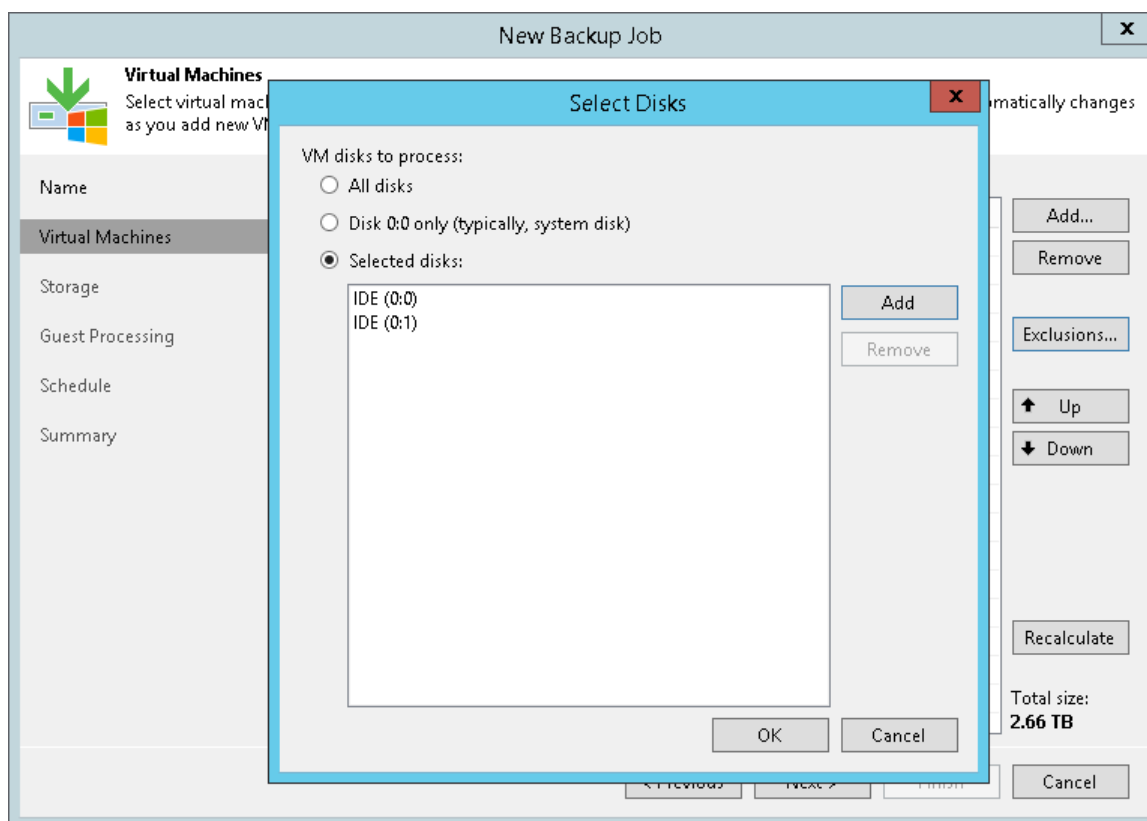 New Backup Job
x
Virtual Machines
Select virtual mac
matically changes
as you add new V
Select Disks
x
VM disks to process:
All disks
Disk 0:0 only (typically, system disk)
Selected disks:
IDE (0:0)
IDE (0:1)
Add
Remove
OK
Cancel
Name
Virtual Machines
Storage
Guest Processing
Schedule
Summary
Add...
Remove
Exclusions...
Up
Down
Recalculate
Total size:
2.66 TB
< Previous
Next >
Finish
Cancel